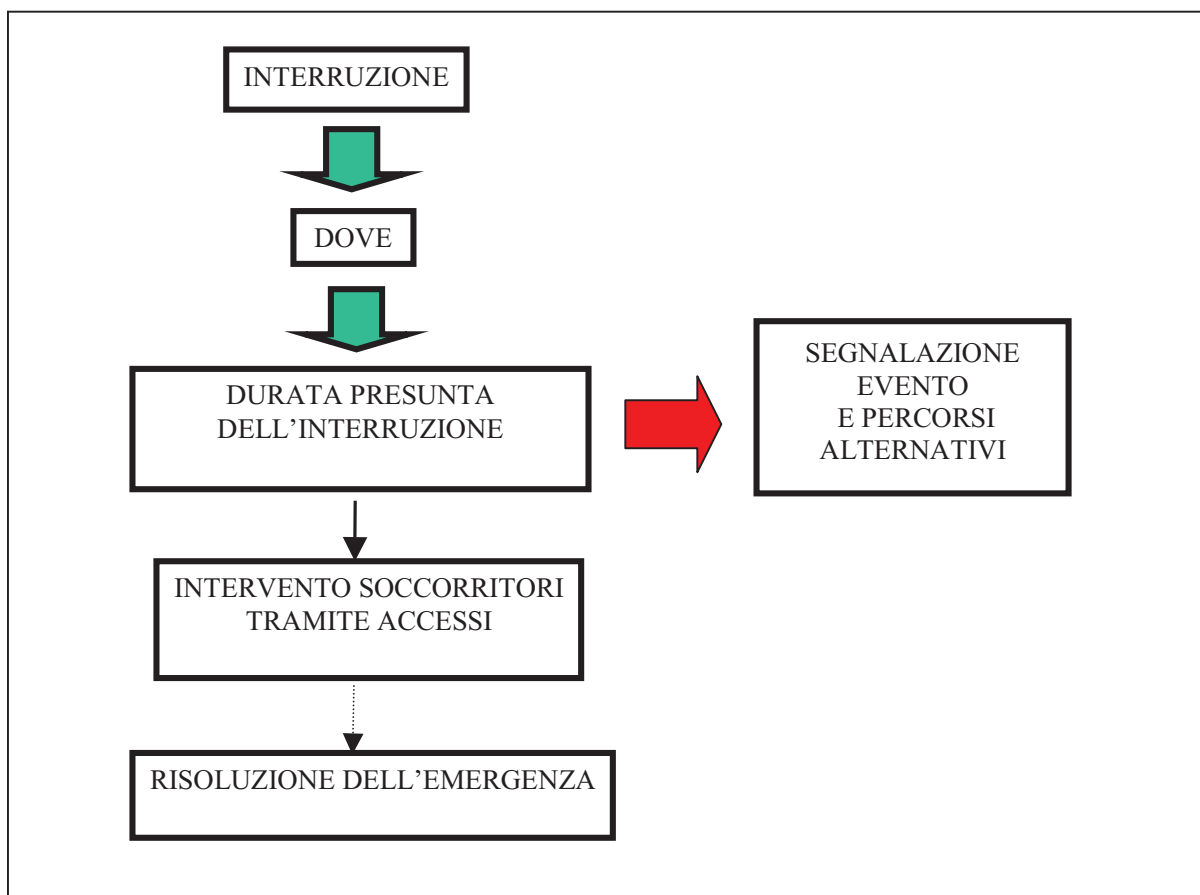 INTERRUZIONE
DOVE
DURATA PRESUNTA
DELL’INTERRUZIONE
SEGNALAZIONE
EVENTO
E PERCORSI
ALTERNATIVI
INTERVENTO SOCCORRITORI
TRAMITE ACCESSI
RISOLUZIONE DELL’EMERGENZA